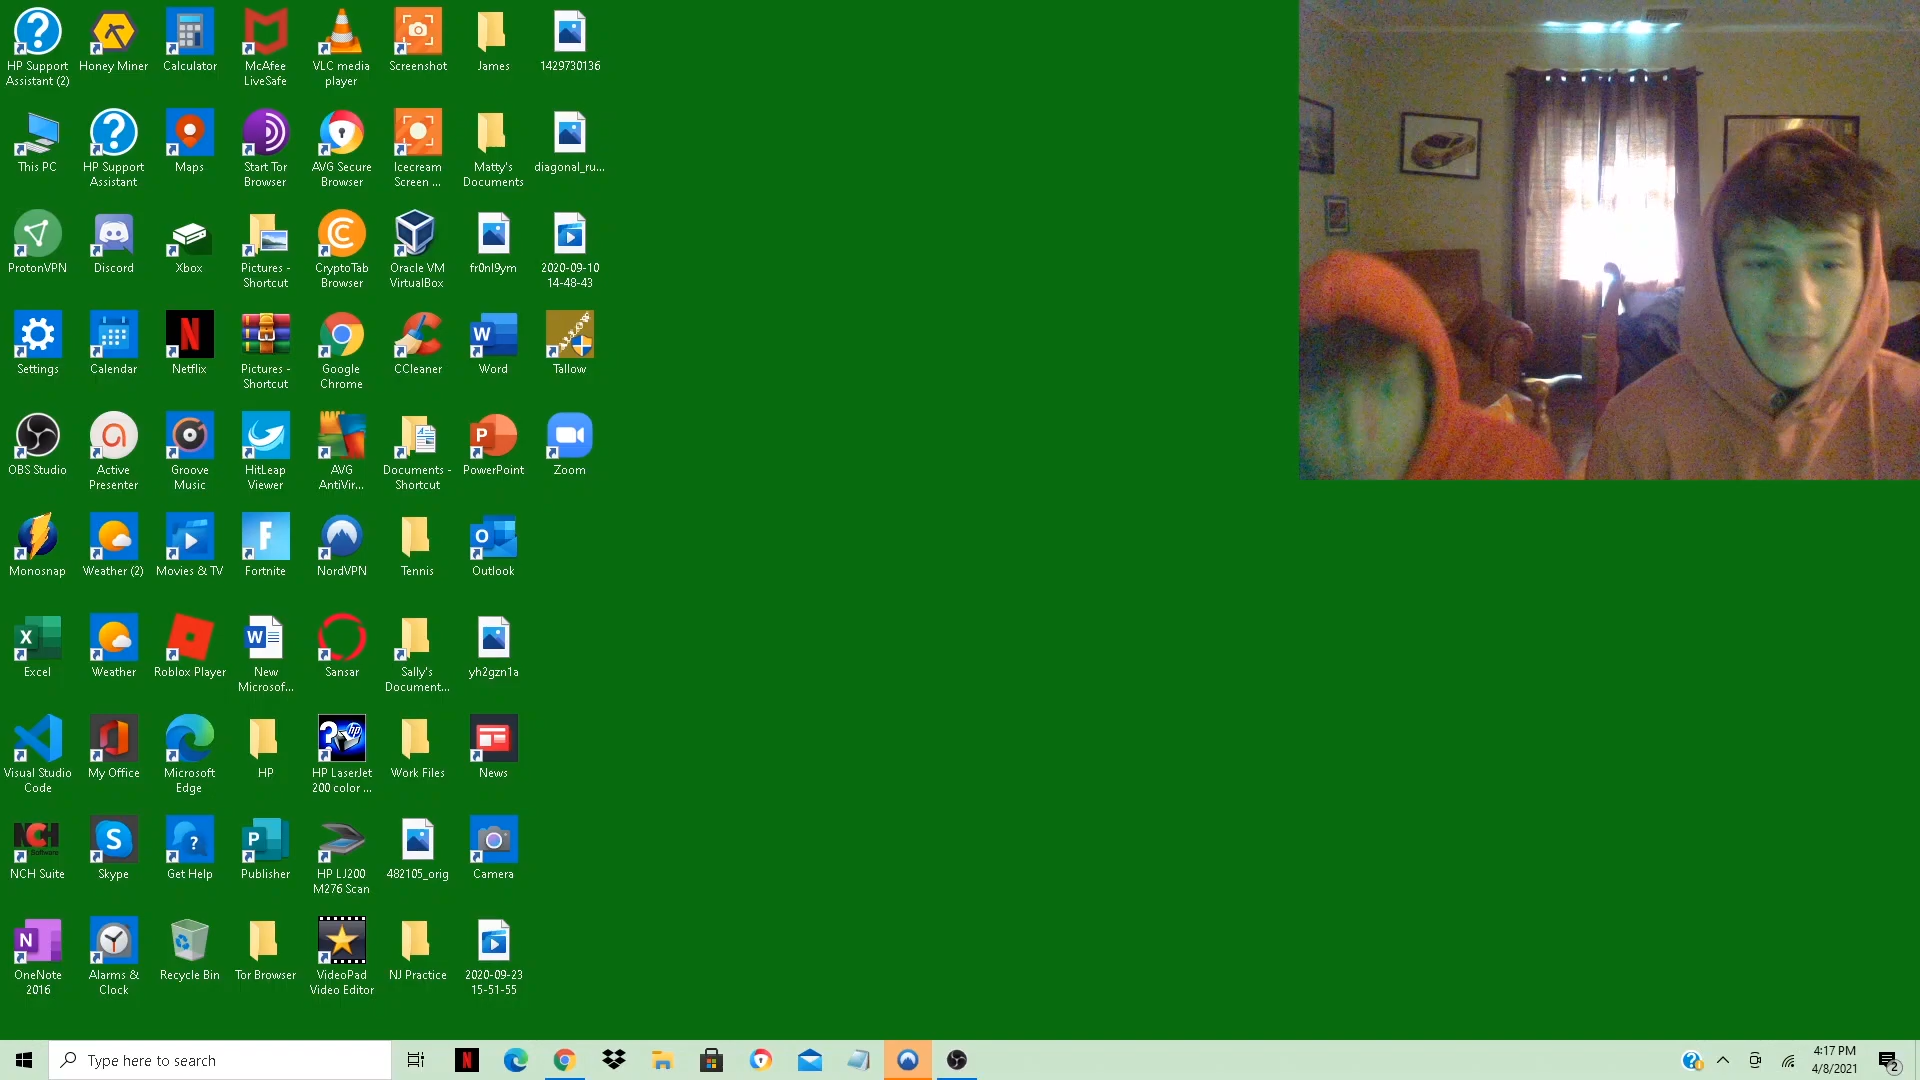 HP Support
Assistant (2)
Honey Miner
Calculator
McAfee
LiveSafe
VLC media
player
Screenshot
James
1429730136
This PC
HP Support
Assistant
Maps
Start Tor
Browser
AVG Secure
Browser
Icecream
Screen ...
Matty's
Documents
diagonal_ru...
ProtonVPN
Discord
Xbox
Pictures -
Shortcut
CryptoTab
Browser
Oracle VM
VirtualBox
fr0nl9ym
2020-09-10
14-48-43
Settings
Calendar
Netflix
Pictures -
Shortcut
Google
Chrome
CCleaner
Word
TALLOW
Tallow
OBS Studio
Active
Presenter
Groove
Music
HitLeap
Viewer
AVG
AntiVir...
Documents -
Shortcut
PowerPoint
Zoom
Monosnap
Weather (2)
Movies & TV
Fortnite
NordVPN
Tennis
Outlook
Excel
Weather
Roblox Player
New
Microsof...
Sansar
Sally's
Document...
yh2gzn1a
Visual Studio
Code
My Office
Microsoft
Edge
HP
HP LaserJet
200 color ...
Work Files
News
NCH Suite
Skype
Get Help
Publisher
HP LJ200
M276 Scan
482105_orig
Camera
OneNote
2016
Alarms &
Clock
Recycle Bin
Tor Browser
VideoPad
Video Editor
NJ Practice
2020-09-23
15-51-55
Type here to search
4:17 PM
4/8/2021
2